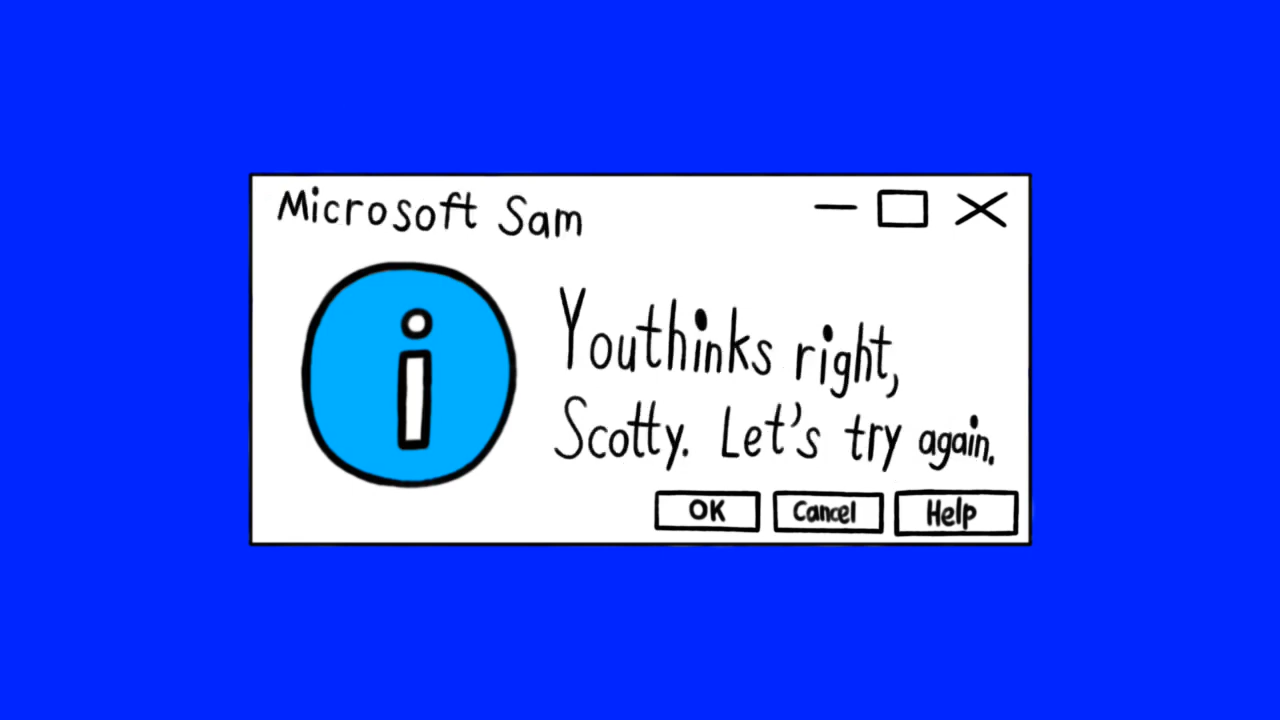 Microsoft Sam
i
Youthinks right,
Scotty. Let's try again.
OK Cancel Help